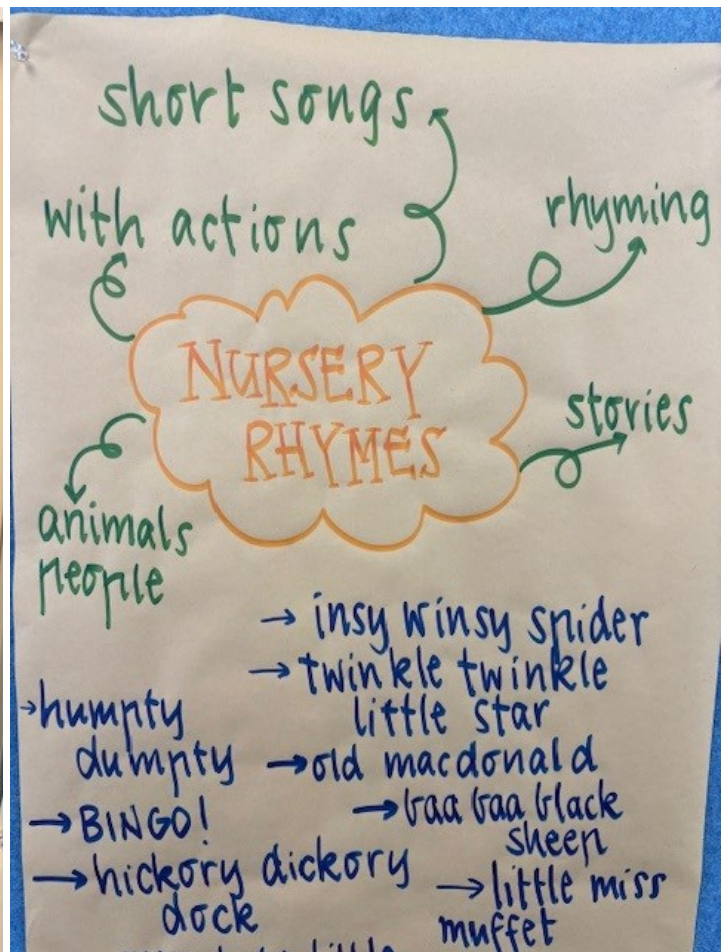 short songs
with actions
rhyming
NURSERY
RHYMES
stories
animals
people
→ insy winsy spider
→ twinkle twinkle
little star
→ humpty
dumpty
→ old macdonald
→ BINGO!
→ baa baa black
sheep
→ hickory dickory
dock
→ little miss
muffet
little